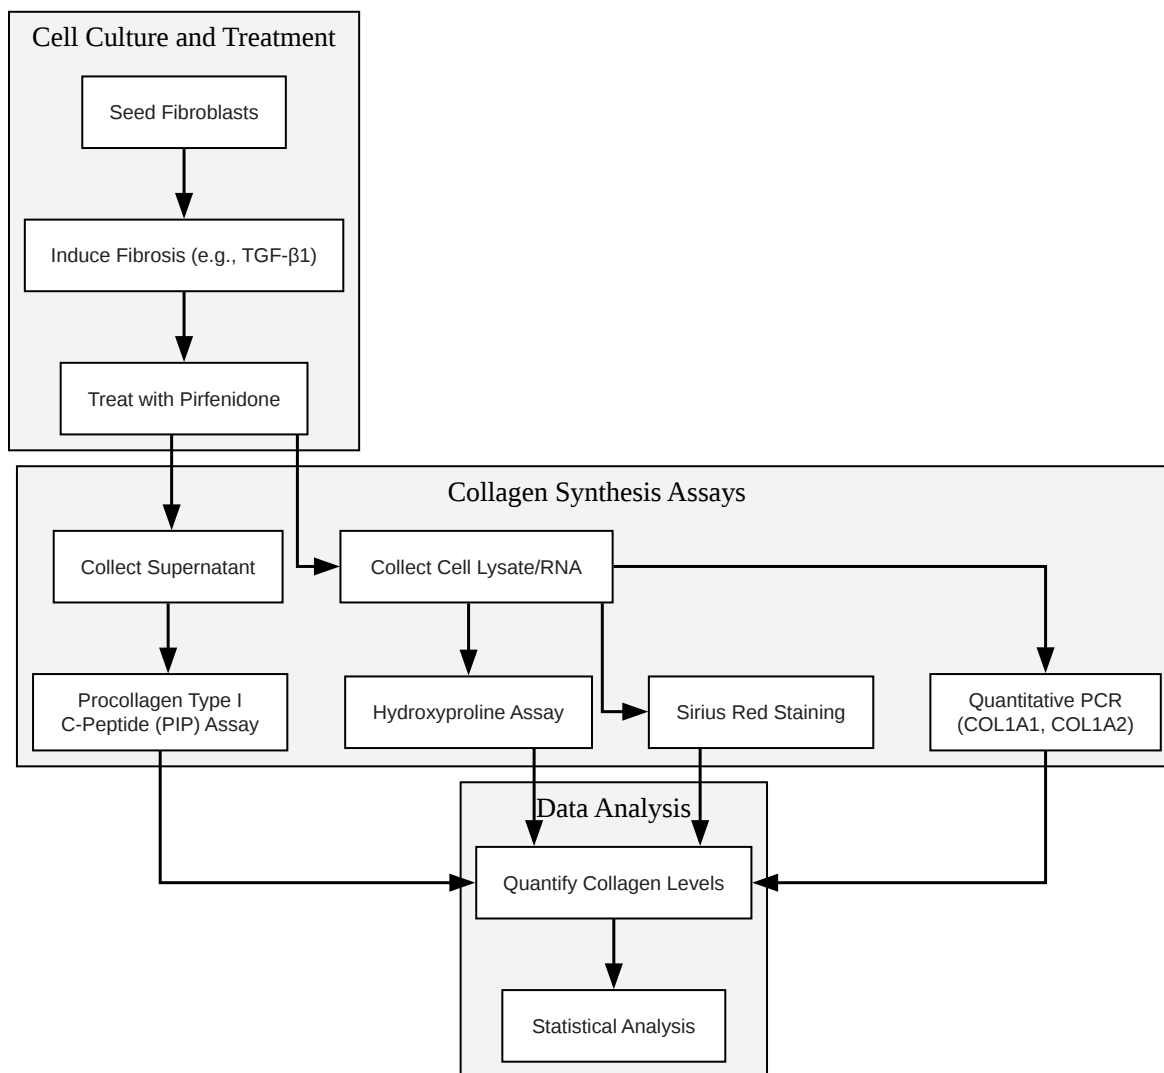 Cell Culture and Treatment
Seed Fibroblasts
Induce Fibrosis (e.g., TGF-β1)
Treat with Pirfenidone
Collagen Synthesis Assays
Collect Supernatant
Collect Cell Lysate/RNA
Procollagen Type I
C-Peptide (PIP) Assay
Hydroxyproline Assay
Sirius Red Staining
Quantitative PCR
(COL1A1, COL1A2)
Data Analysis
Quantify Collagen Levels
Statistical Analysis